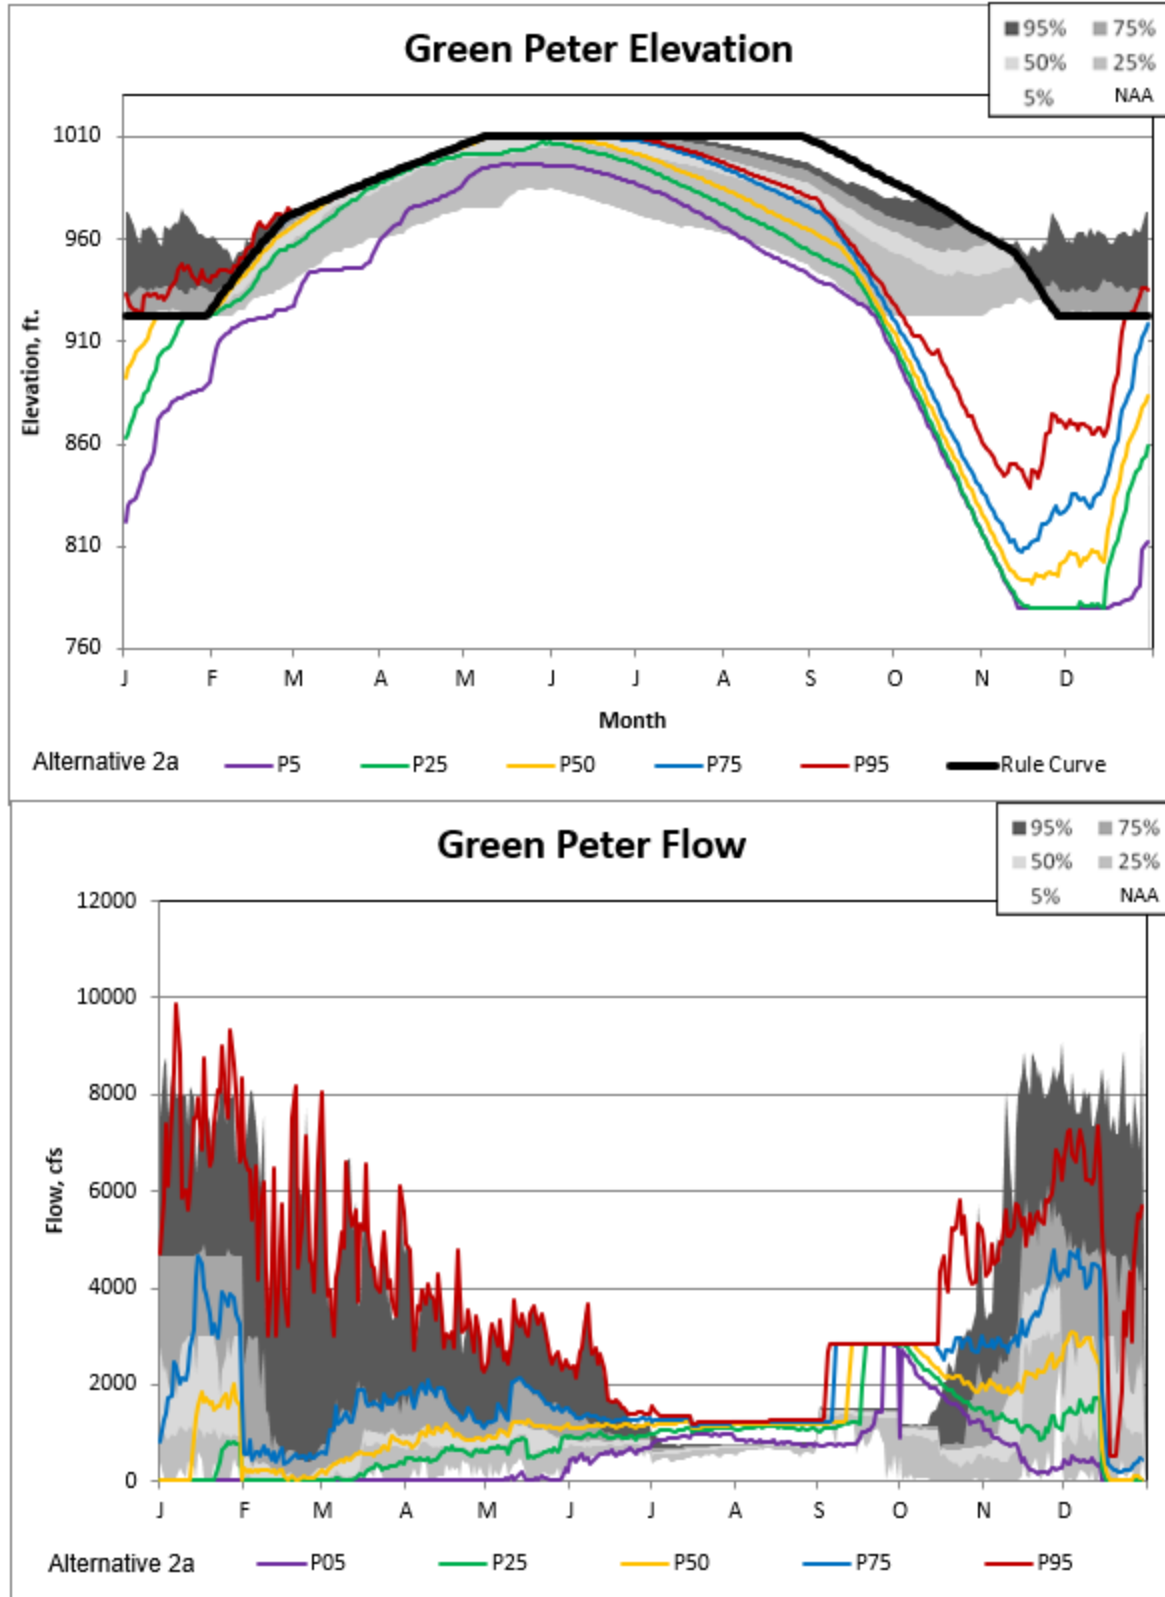 Green Peter Elevation
95% 75%
50% 25%
5% NAA
1010
960
910
860
810
760
Elevation, ft.
J F M A M J J A S O N D
Month
Alternative 2a P5 P25 P50 P75 P95 Rule Curve
Green Peter Flow
95% 75%
50% 25%
5% NAA
12000
10000
8000
6000
4000
2000
0
Flow, cfs
J F M A M J J A S O N D
Alternative 2a P05 P25 P50 P75 P95